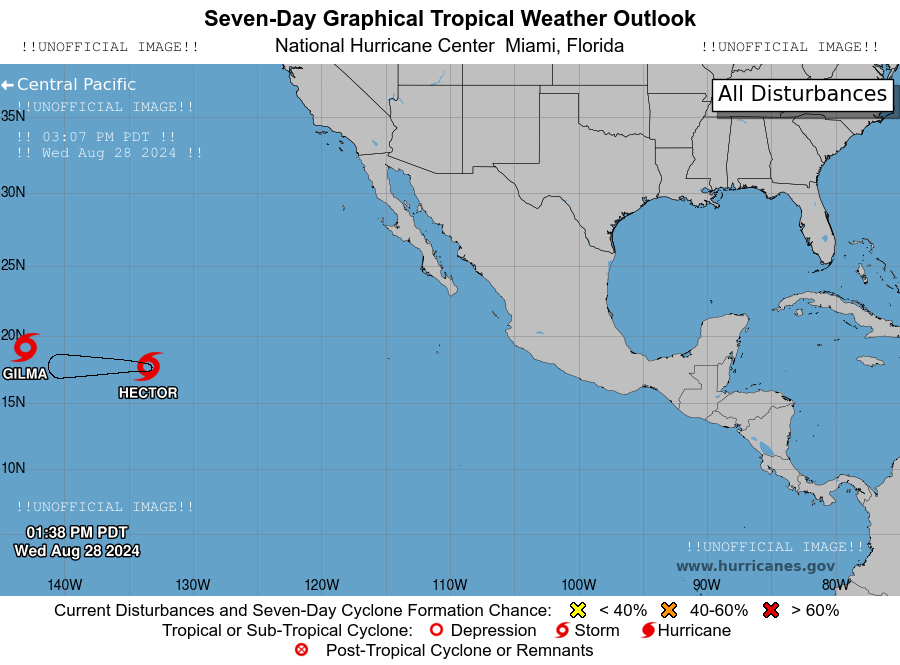 Seven-Day Graphical Tropical Weather Outlook
!!UNOFFICIAL IMAGE!! National Hurricane Center Miami, Florida !!UNOFFICIAL IMAGE!!
Central Pacific
All Disturbances
!!UNOFFICIAL IMAGE!!
35N
!! 03:07 PM PDT !!
!! Wed Aug 28 2024 !!
30N
25N
20N
GILMA
HECTOR
15N
10N
!!UNOFFICIAL IMAGE!!
01:38 PM PDT
Wed Aug 28 2024
!!UNOFFICIAL IMAGE!!
www.hurricanes.gov
140W 130W 120W 110W 100W 90W 80W
Current Disturbances and Seven-Day Cyclone Formation Chance: < 40% 40-60% > 60%
Tropical or Sub-Tropical Cyclone: Depression Storm Hurricane
Post-Tropical Cyclone or Remnants